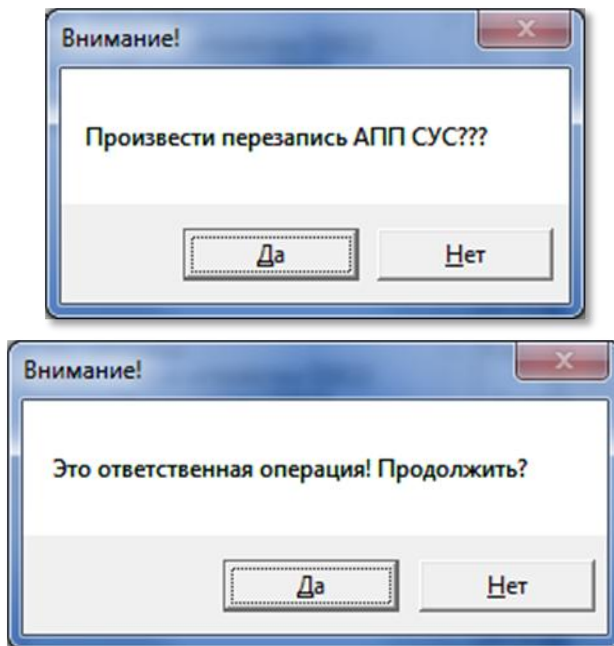 Внимание!
Произвести перезапись АПП СУС???
Да Нет
Внимание!
Это ответственная операция! Продолжить?
Да Нет